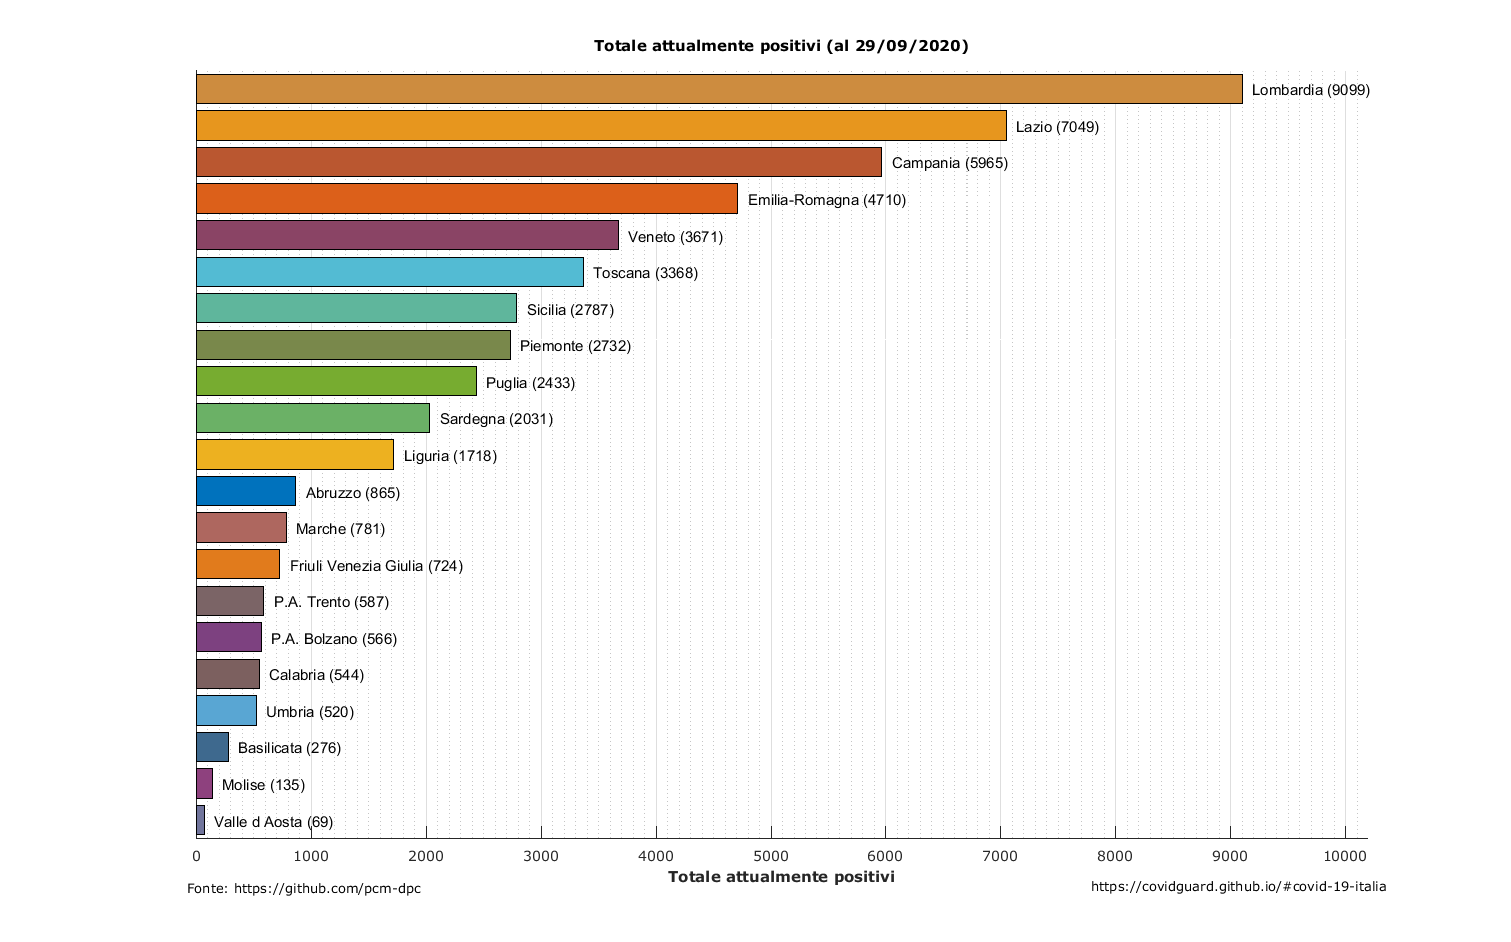 Totale attualmente positivi (al 29/09/2020)
Lombardia (9099)
Lazio (7049)
Campania (5965)
Emilia-Romagna (4710)
Veneto (3671)
Toscana (3368)
Sicilia (2787)
Piemonte (2732)
Puglia (2433)
Sardegna (2031)
Liguria (1718)
Abruzzo (865)
Marche (781)
Friuli Venezia Giulia (724)
P.A. Trento (587)
P.A. Bolzano (566)
Calabria (544)
Umbria (520)
Basilicata (276)
Molise (135)
Valle d Aosta (69)
0 1000 2000 3000 4000 5000 6000 7000 8000 9000 10000
Totale attualmente positivi
Fonte: https://github.com/pcm-dpc
https://covidguard.github.io/#covid-19-italia